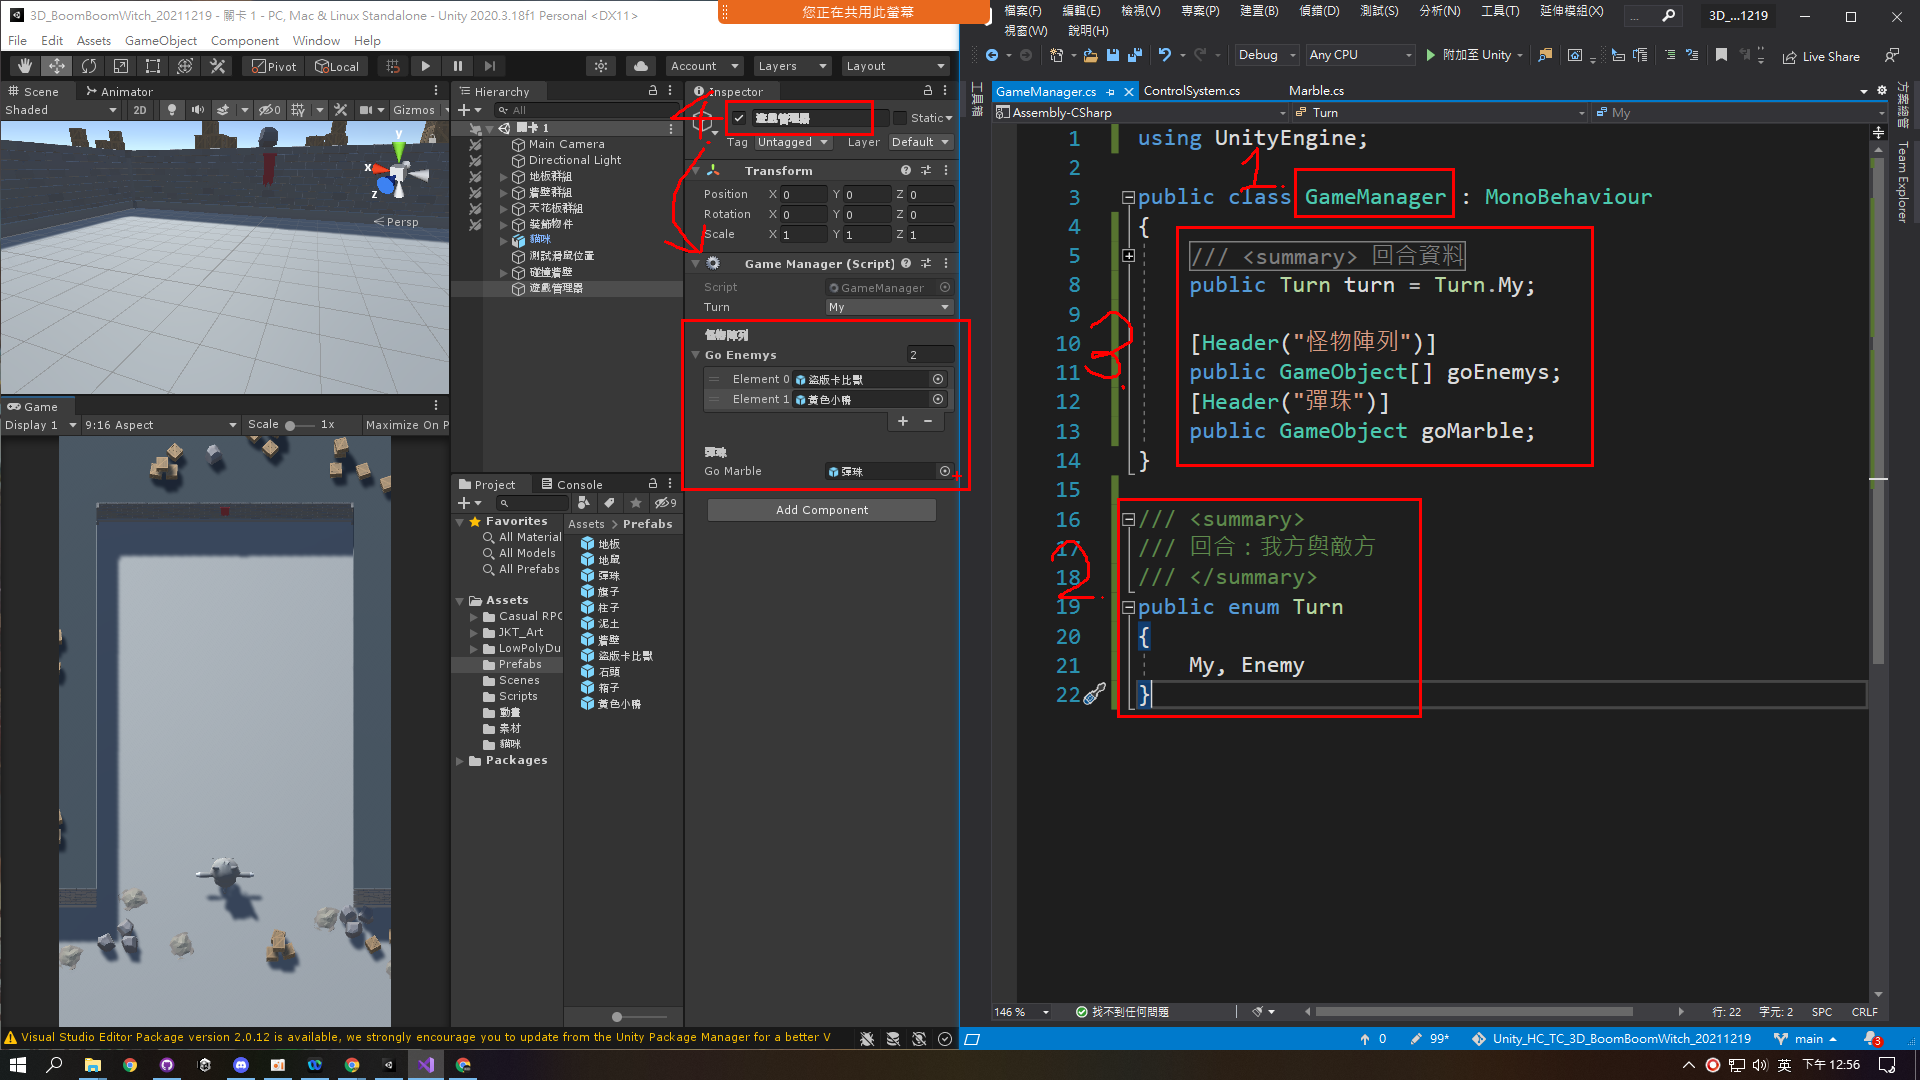 3D_BoomBoomWitch_20211219 - 關卡 1 - PC, Mac & Linux Standalone - Unity 2020.3.18f1 Personal <DX11>
您正在共用此螢幕
File Edit Assets GameObject Component Window Help
Pivot Local Account Layers Layout
Scene Animator
Shaded 2D 0 Gizmos
y
x
z
Persp
Game
Display 1 9:16 Aspect Scale 1x Maximize On P
Hierarchy
All
關卡 1
Main Camera
Directional Light
地板群組
牆壁群組
天花板群組
裝飾物件
貓咪
測試滑鼠位置
碰撞牆壁
遊戲管理器
Project Console
9
Favorites
All Material
All Models
All Prefabs
Assets
Casual RPG
JKT_Art
LowPolyDu
Prefabs
Scenes
Scripts
動畫
素材
貓咪
Packages
Assets > Prefabs
地板
地鼠
彈珠
旗子
柱子
泥土
牆壁
盜版卡比獸
石頭
箱子
黃色小鴨
Inspector
遊戲管理器 Static
Tag Untagged Layer Default
Transform
Position X 0 Y 0 Z 0
Rotation X 0 Y 0 Z 0
Scale X 1 Y 1 Z 1
Game Manager (Script)
Script GameManager
Turn My
怪物陣列
Go Enemys 2
Element 0 盜版卡比獸
Element 1 黃色小鴨
+ −
彈珠
Go Marble 彈珠
Add Component
Visual Studio Editor Package version 2.0.12 is available, we strongly encourage you to update from the Unity Package Manager for a better V
檔案(F) 編輯(E) 檢視(V) 專案(P) 建置(B) 偵錯(D) 測試(S) 分析(N) 工具(T) 延伸模組(X)
視窗(W) 說明(H)
... 3D_...1219
Debug Any CPU 附加至 Unity Live Share
工具箱
方案總管
Team Explorer
GameManager.cs ControlSystem.cs Marble.cs
Assembly-CSharp Turn My
1 using UnityEngine;
2
3 public class GameManager : MonoBehaviour
4 {
5 /// <summary> 回合資料
8 public Turn turn = Turn.My;
9
10 [Header("怪物陣列")]
11 public GameObject[] goEnemys;
12 [Header("彈珠")]
13 public GameObject goMarble;
14 }
15
16 /// <summary>
17 /// 回合：我方與敵方
18 /// </summary>
19 public enum Turn
20 {
21 My, Enemy
22 }
1.
2.
3.
146 % 找不到任何問題 行: 22 字元: 2 SPC CRLF
0 99* Unity_HC_TC_3D_BoomBoomWitch_20211219 main 3
英 下午 12:56